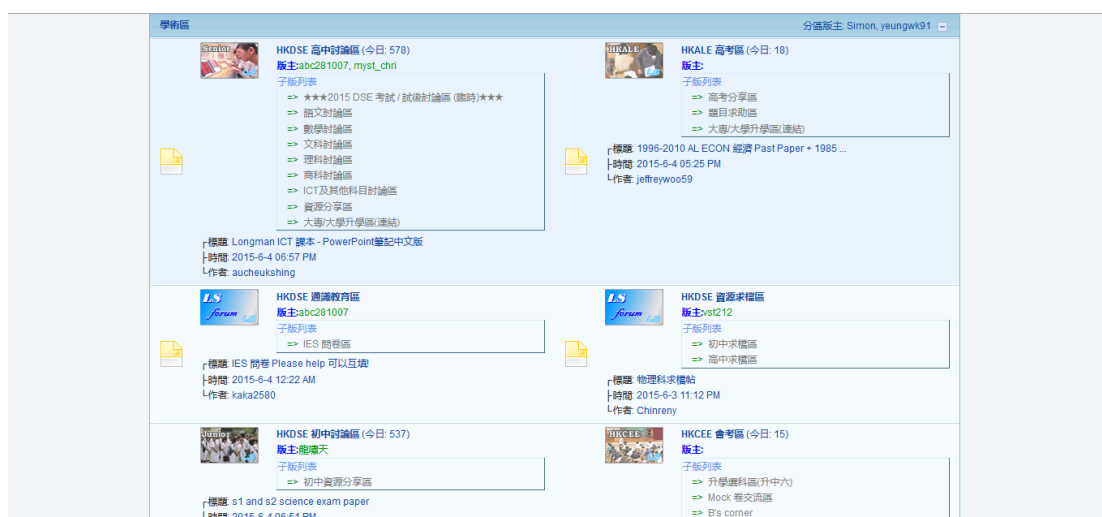 學術區
分區版主: Simon, yeungwk91
Senior
HKDSE 高中討論區 (今日: 578)
版主:abc281007, myst_chri
子版列表
=> ★★★2015 DSE 考試 / 試後討論區 (臨時)★★★
=> 語文討論區
=> 數學討論區
=> 文科討論區
=> 理科討論區
=> 商科討論區
=> ICT及其他科目討論區
=> 資源分享區
=> 大專/大學升學區(連結)
┌標題: Longman ICT 課本 - PowerPoint筆記中文版
├時間: 2015-6-4 06:57 PM
└作者: aucheukshing
HKALE
HKALE 高考區 (今日: 18)
版主:
子版列表
=> 高考分享區
=> 題目求助區
=> 大專/大學升學區(連結)
┌標題: 1996-2010 AL ECON 經濟 Past Paper + 1985 ...
├時間: 2015-6-4 05:25 PM
└作者: jeffreywoo59
LS
forum
HKDSE 通識教育區
版主:abc281007
子版列表
=> IES 問卷區
┌標題: IES 問卷 Please help 可以互填!
├時間: 2015-6-4 12:22 AM
└作者: kaka2580
LS
forum
HKDSE 資源求檔區
版主:vst212
子版列表
=> 初中求檔區
=> 高中求檔區
┌標題: 物理科求檔帖
├時間: 2015-6-3 11:12 PM
└作者: Chinreny
Junior
HKDSE 初中討論區 (今日: 537)
版主:龍嘯天
子版列表
=> 初中資源分享區
┌標題: s1 and s2 science exam paper
├時間: 2015-6-4 06:51 PM
HKCEE
HKCEE 會考區 (今日: 15)
版主:
子版列表
=> 升學選科區(升中六)
=> Mock 卷交流區
=> B's corner